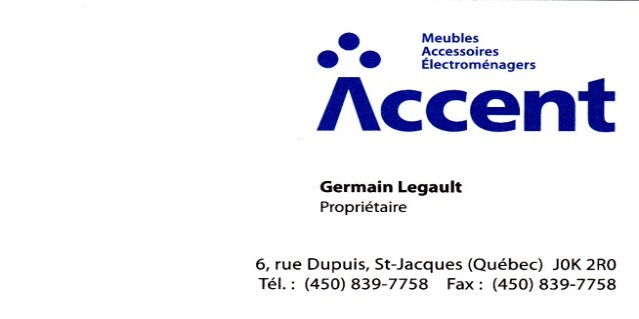 Meubles
Accessoires
Électroménagers
Accent
Germain Legault
Propriétaire
6, rue Dupuis, St-Jacques (Québec) J0K 2R0
Tél. : (450) 839-7758 Fax : (450) 839-7758